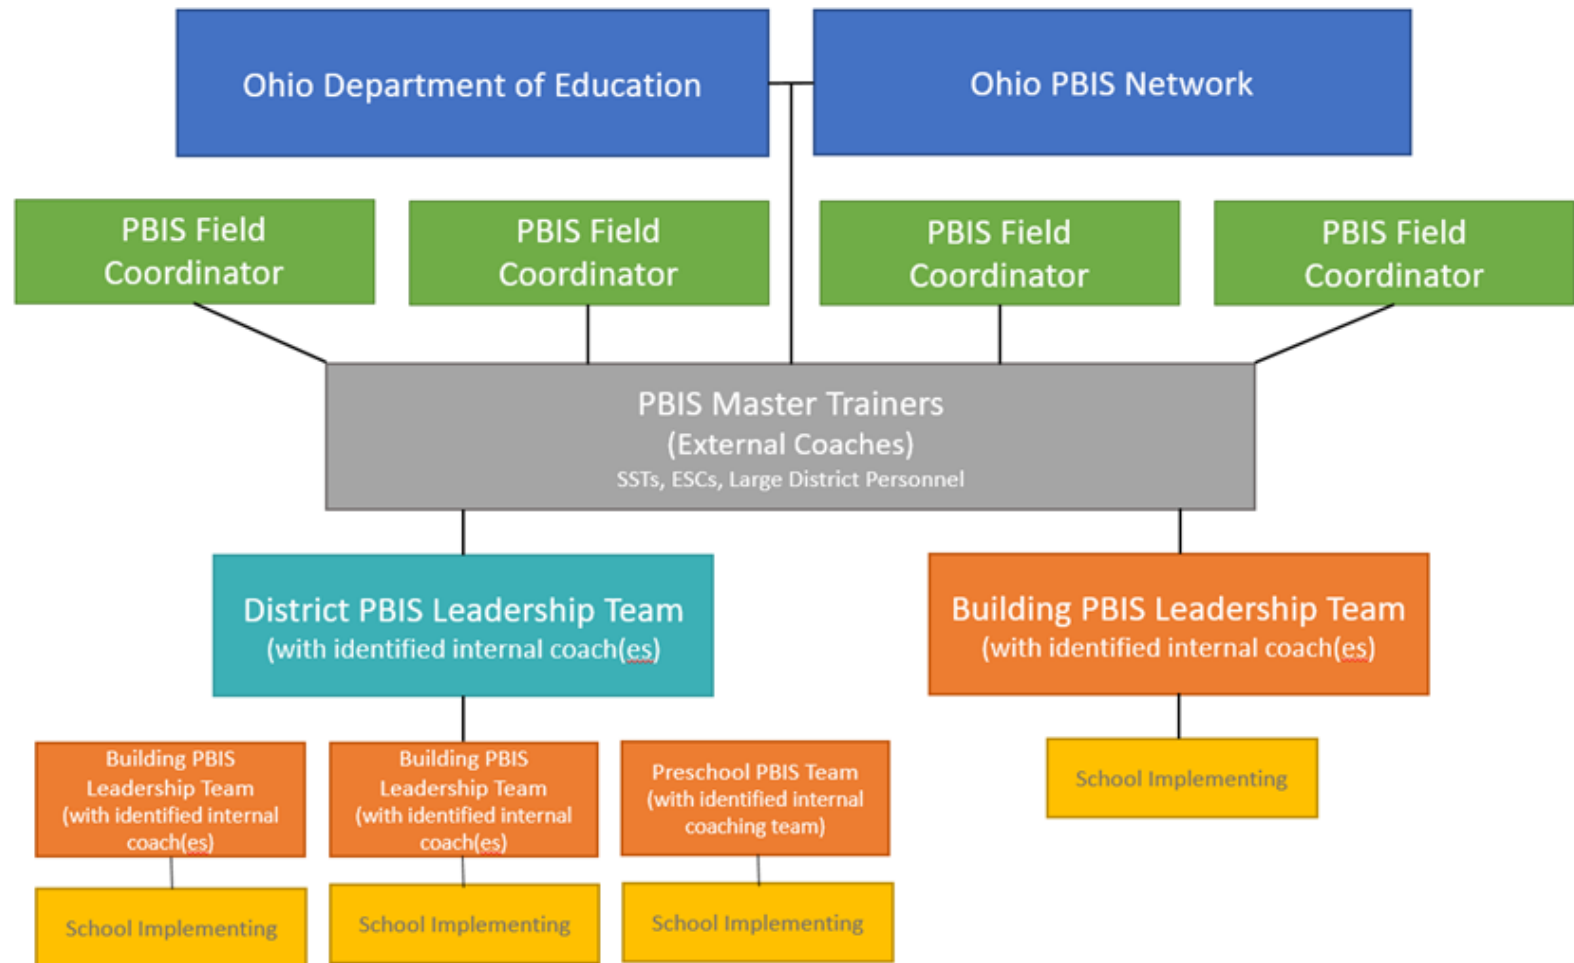 Ohio Department of Education
Ohio PBIS Network
PBIS Field
Coordinator
PBIS Field
Coordinator
PBIS Field
Coordinator
PBIS Field
Coordinator
PBIS Master Trainers
(External Coaches)
SSTs, ESCs, Large District Personnel
District PBIS Leadership Team
(with identified internal coach(es)
Building PBIS Leadership Team
(with identified internal coach(es)
Building PBIS
Leadership Team
(with identified internal
coach(es)
Building PBIS
Leadership Team
(with identified internal
coach(es)
Preschool PBIS Team
(with identified internal
coaching team)
School Implementing
School Implementing
School Implementing
School Implementing